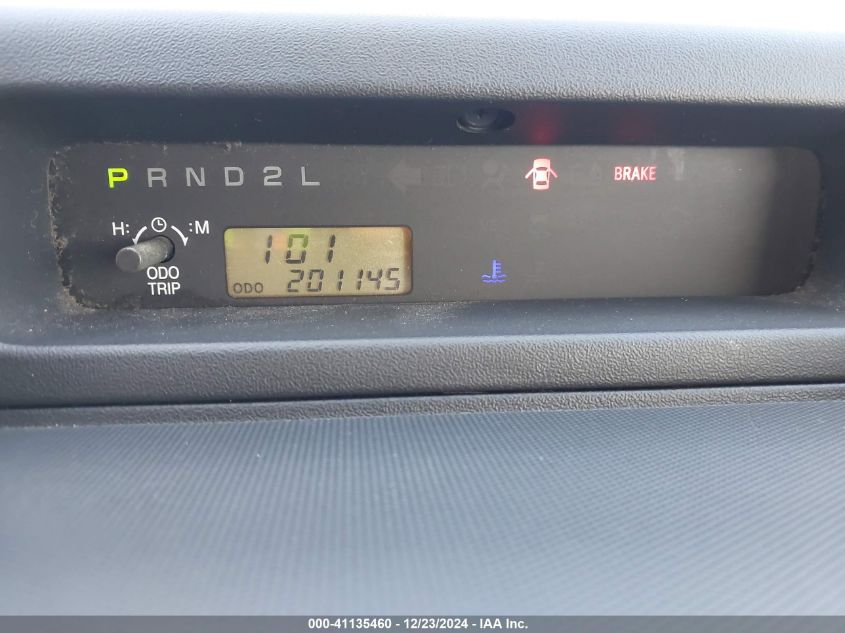 P R N D 2 L
BRAKE
H: :M
ODO
TRIP
101
ODO 201145
000-41135460 - 12/23/2024 - IAA Inc.